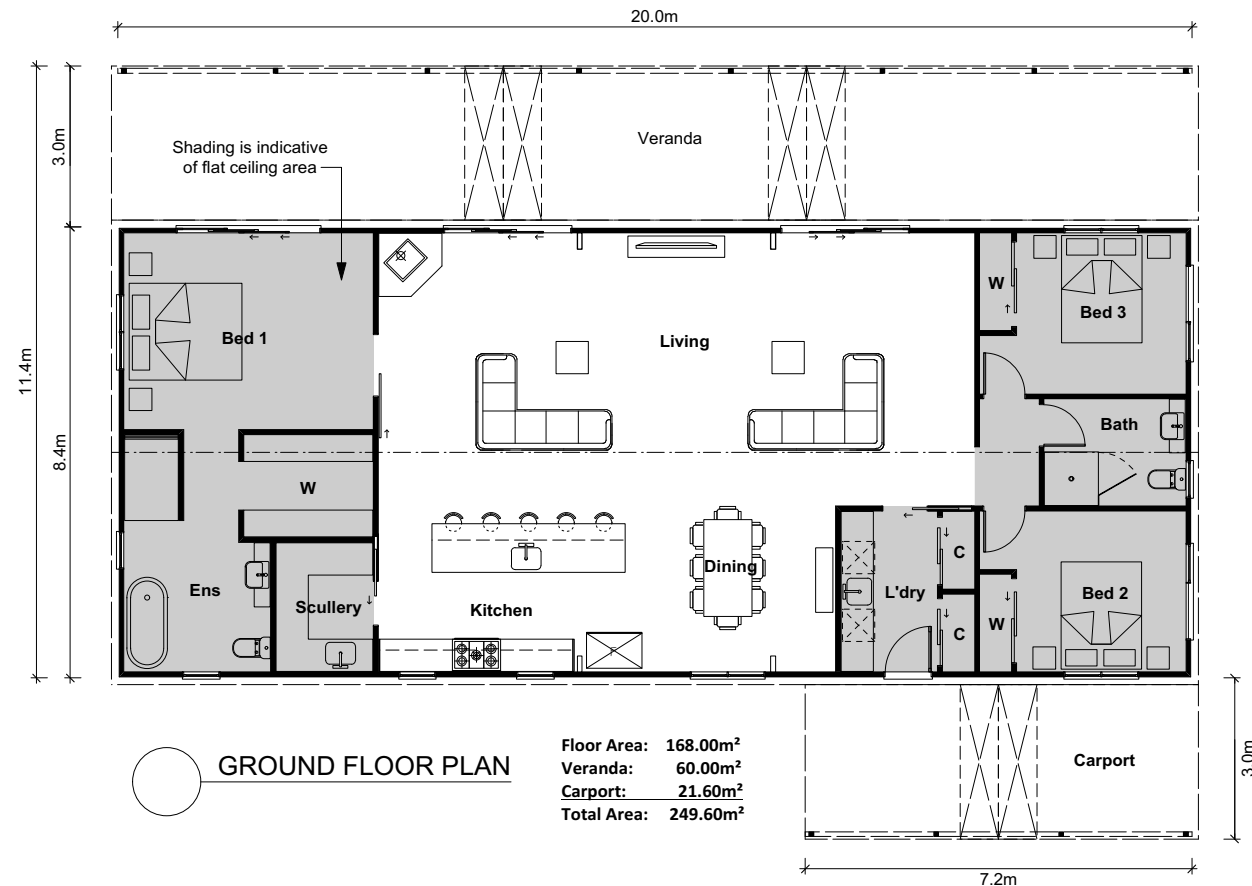 20.0m
3.0m
11.4m
8.4m
Veranda
Shading is indicative
of flat ceiling area
Bed 1
Living
W
Bed 3
Bath
W
Ens
Scullery
Kitchen
Dining
L'dry
C
C
W
Bed 2
F
GROUND FLOOR PLAN
Floor Area: 168.00m²
Veranda: 60.00m²
Carport: 21.60m²
Total Area: 249.60m²
Carport
3.0m
7.2m